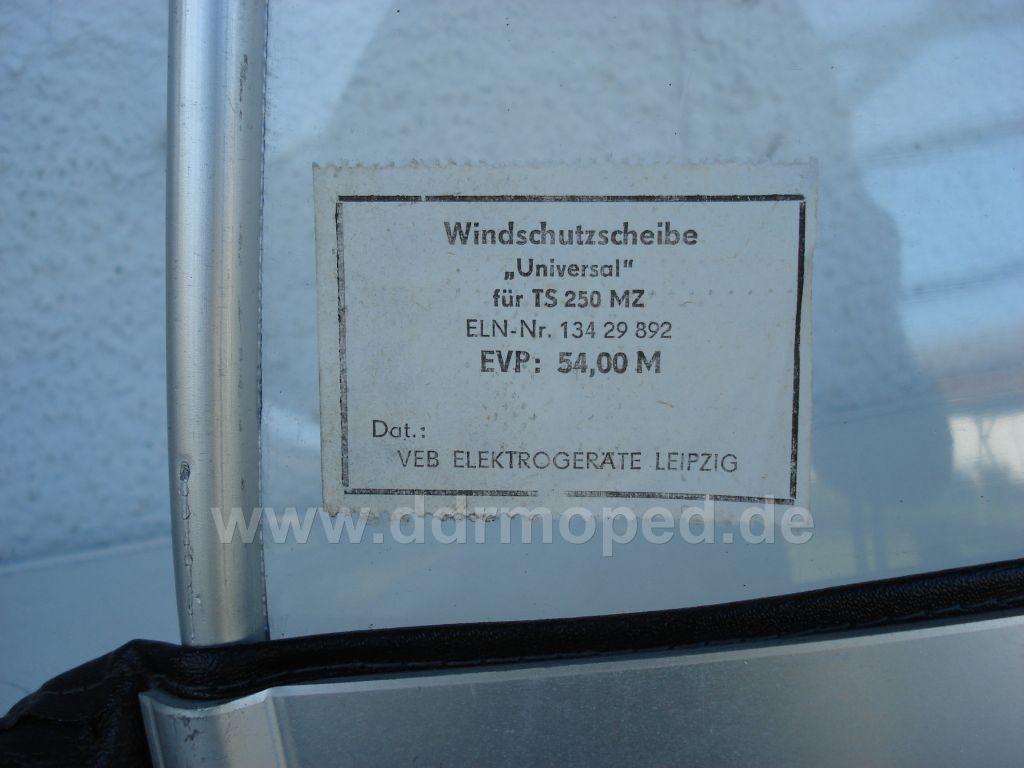 Windschutzscheibe
„Universal"
für TS 250 MZ
ELN-Nr. 134 29 892
EVP: 54,00 M
Dat.:
VEB ELEKTROGERÄTE LEIPZIG
www.ddrmoped.de